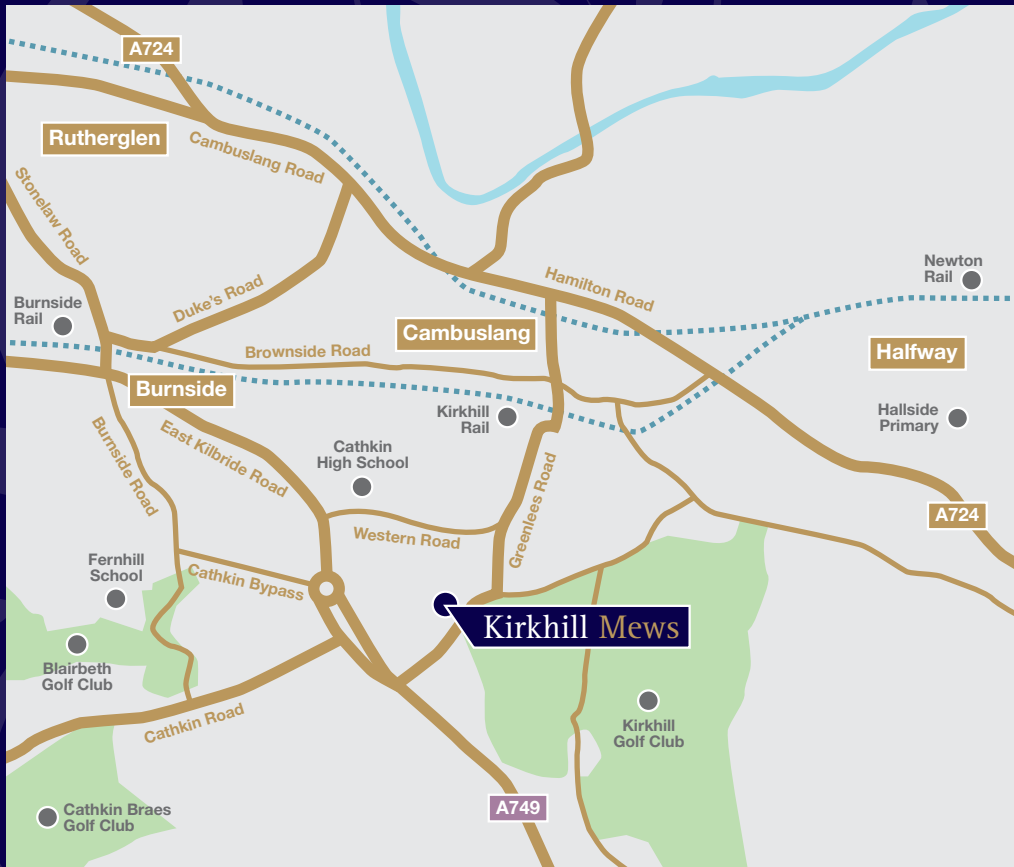 A724
Rutherglen
Cambuslang Road
Stonelaw Road
Duke's Road
Hamilton Road
Newton
Rail
Burnside
Rail
Cambuslang
Brownside Road
Halfway
Burnside
Kirkhill
Rail
Hallside
Primary
Burnside Road
East Kilbride Road
Cathkin
High School
Greenlees Road
Western Road
A724
Fernhill
School
Cathkin Bypass
Kirkhill Mews
Blairbeth
Golf Club
Cathkin Road
Kirkhill
Golf Club
A749
Cathkin Braes
Golf Club